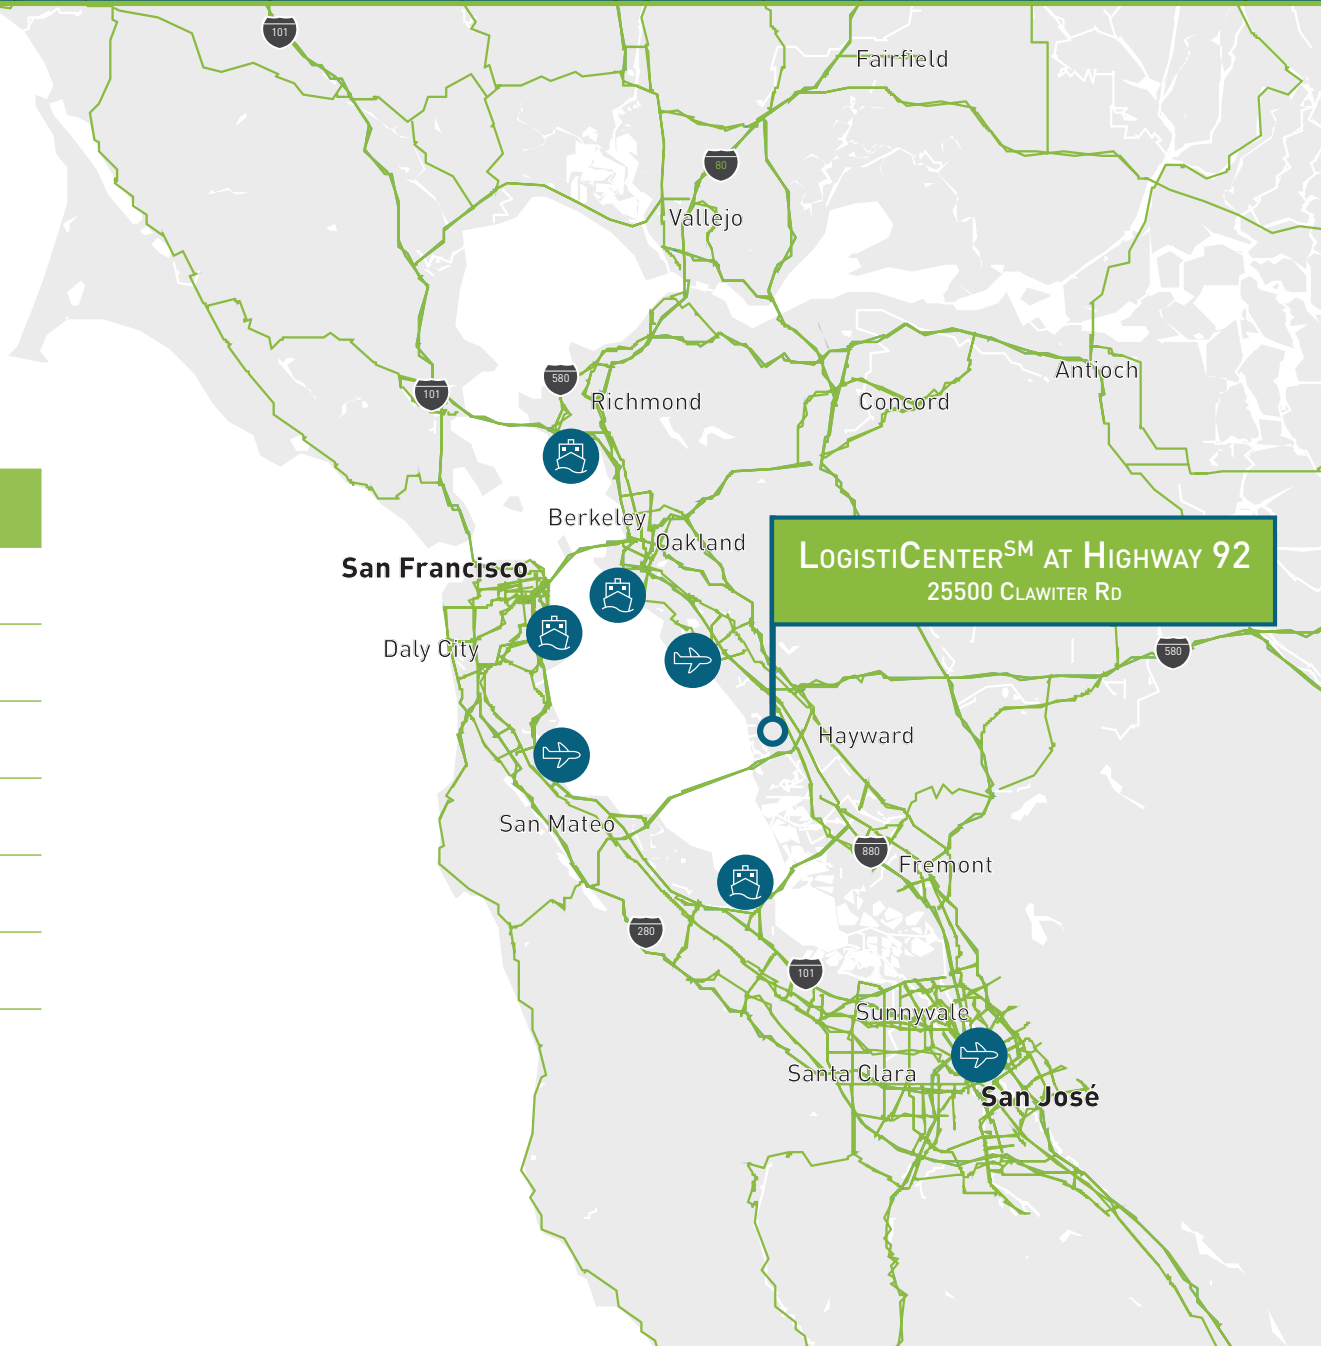 101
Fairfield
80
Vallejo
Antioch
580
101
Richmond
Concord
Berkeley
Oakland
San Francisco
LogistiCenter℠ at Highway 92
25500 Clawiter Rd
Daly City
580
Hayward
San Mateo
880
Fremont
280
101
Sunnyvale
Santa Clara
San José